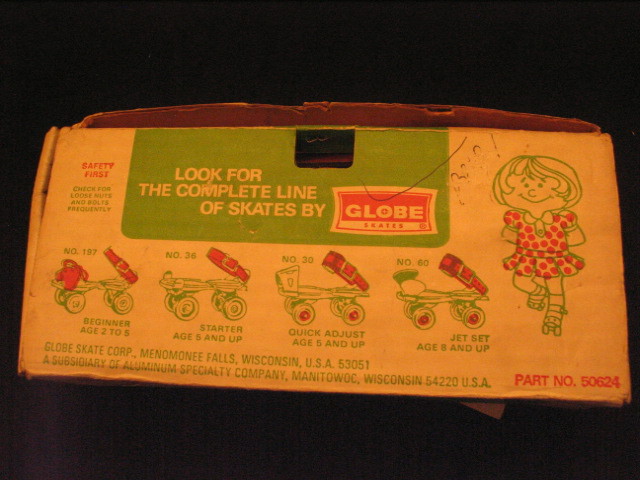 SAFETY
FIRST
CHECK FOR
LOOSE NUTS
AND BOLTS
FREQUENTLY
LOOK FOR
THE COMPLETE LINE
OF SKATES BY
GLOBE
SKATES
NO. 197
BEGINNER
AGE 2 TO 5
NO. 36
STARTER
AGE 5 AND UP
NO. 30
QUICK ADJUST
AGE 5 AND UP
NO. 60
JET SET
AGE 8 AND UP
GLOBE SKATE CORP., MENOMONEE FALLS, WISCONSIN, U.S.A. 53051
A SUBSIDIARY OF ALUMINUM SPECIALTY COMPANY, MANITOWOC, WISCONSIN 54220 U.S.A.
PART NO. 50624